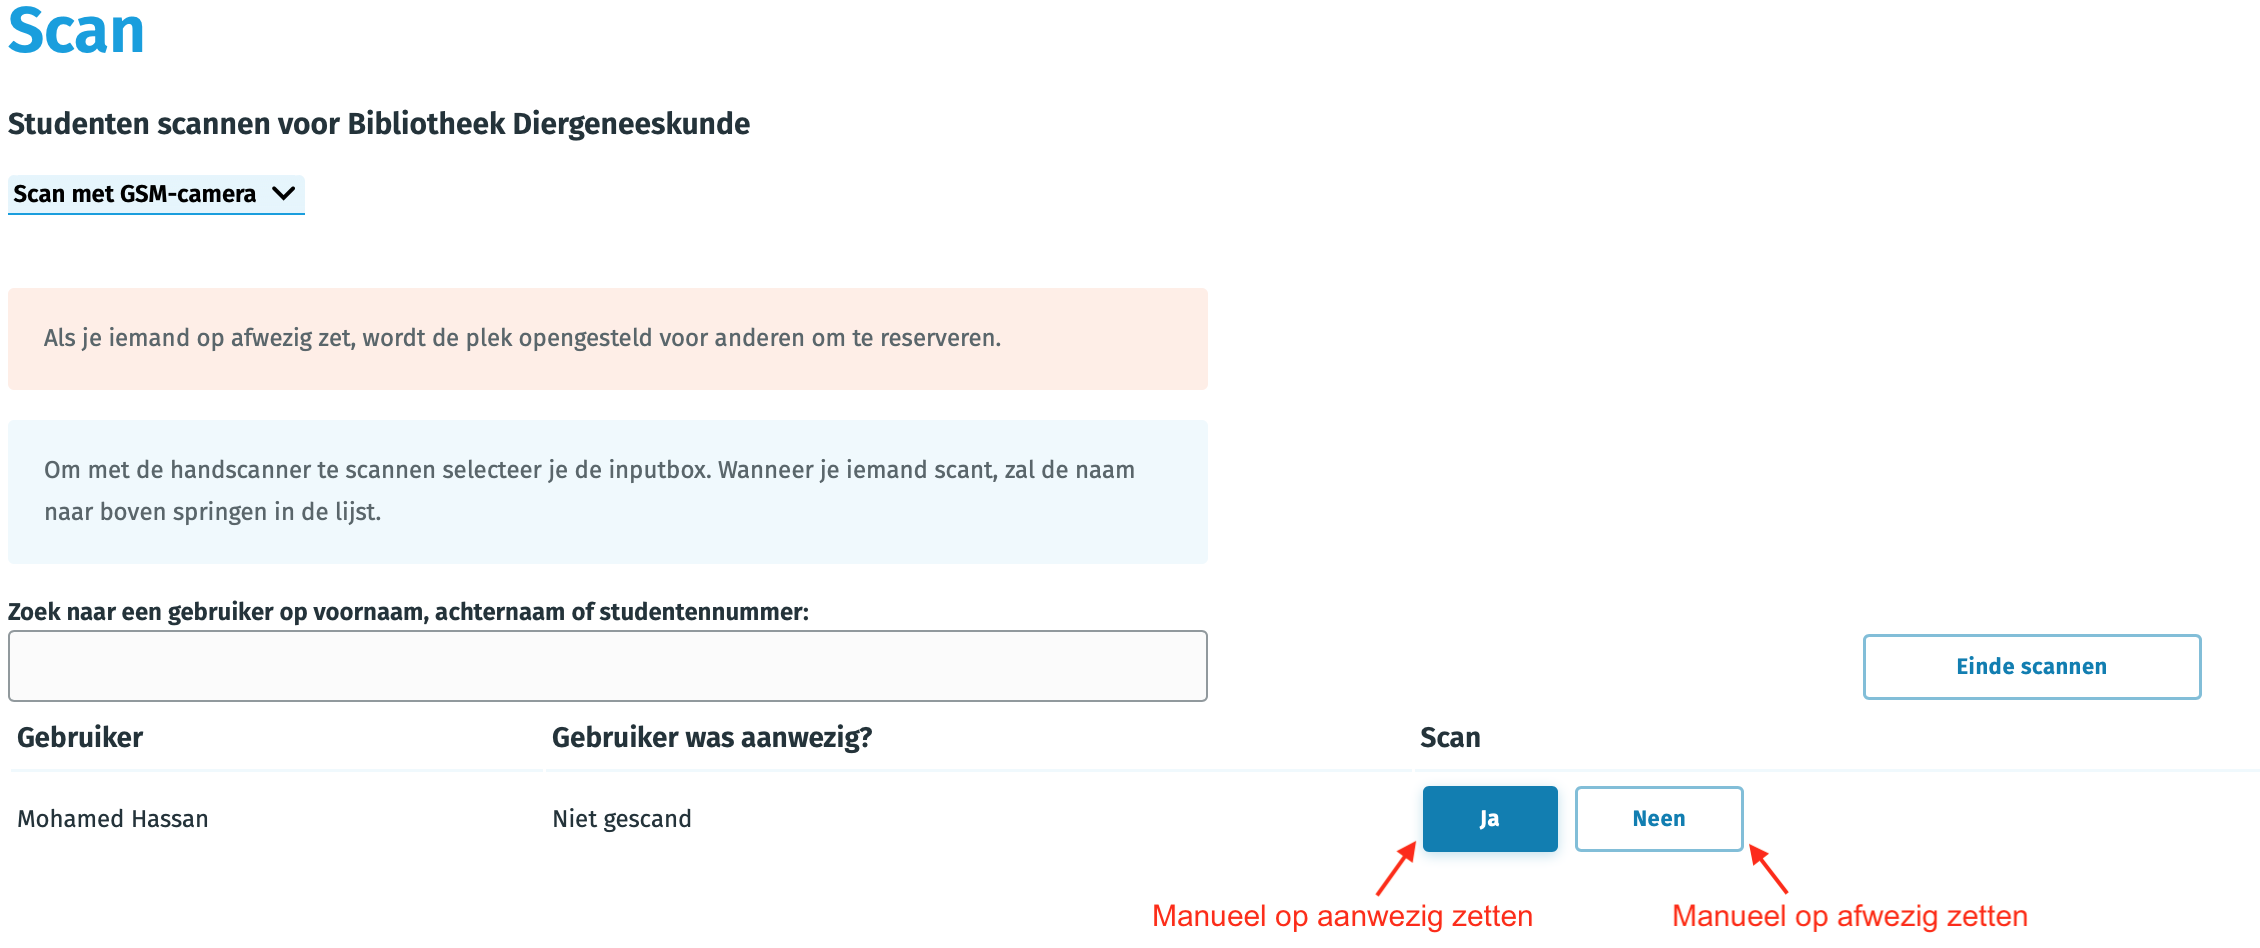 Scan
Studenten scannen voor Bibliotheek Diergeneeskunde
Scan met GSM-camera
Als je iemand op afwezig zet, wordt de plek opengesteld voor anderen om te reserveren.
Om met de handscanner te scannen selecteer je de inputbox. Wanneer je iemand scant, zal de naam
naar boven springen in de lijst.
Zoek naar een gebruiker op voornaam, achternaam of studentennummer:
Einde scannen
Gebruiker Gebruiker was aanwezig? Scan
Mohamed Hassan Niet gescand Ja Neen
Manueel op aanwezig zetten Manueel op afwezig zetten